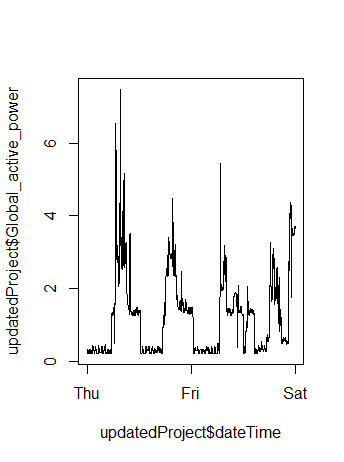 updatedProject$Global_active_power
6
4
2
0
Thu
Fri
Sat
updatedProject$dateTime